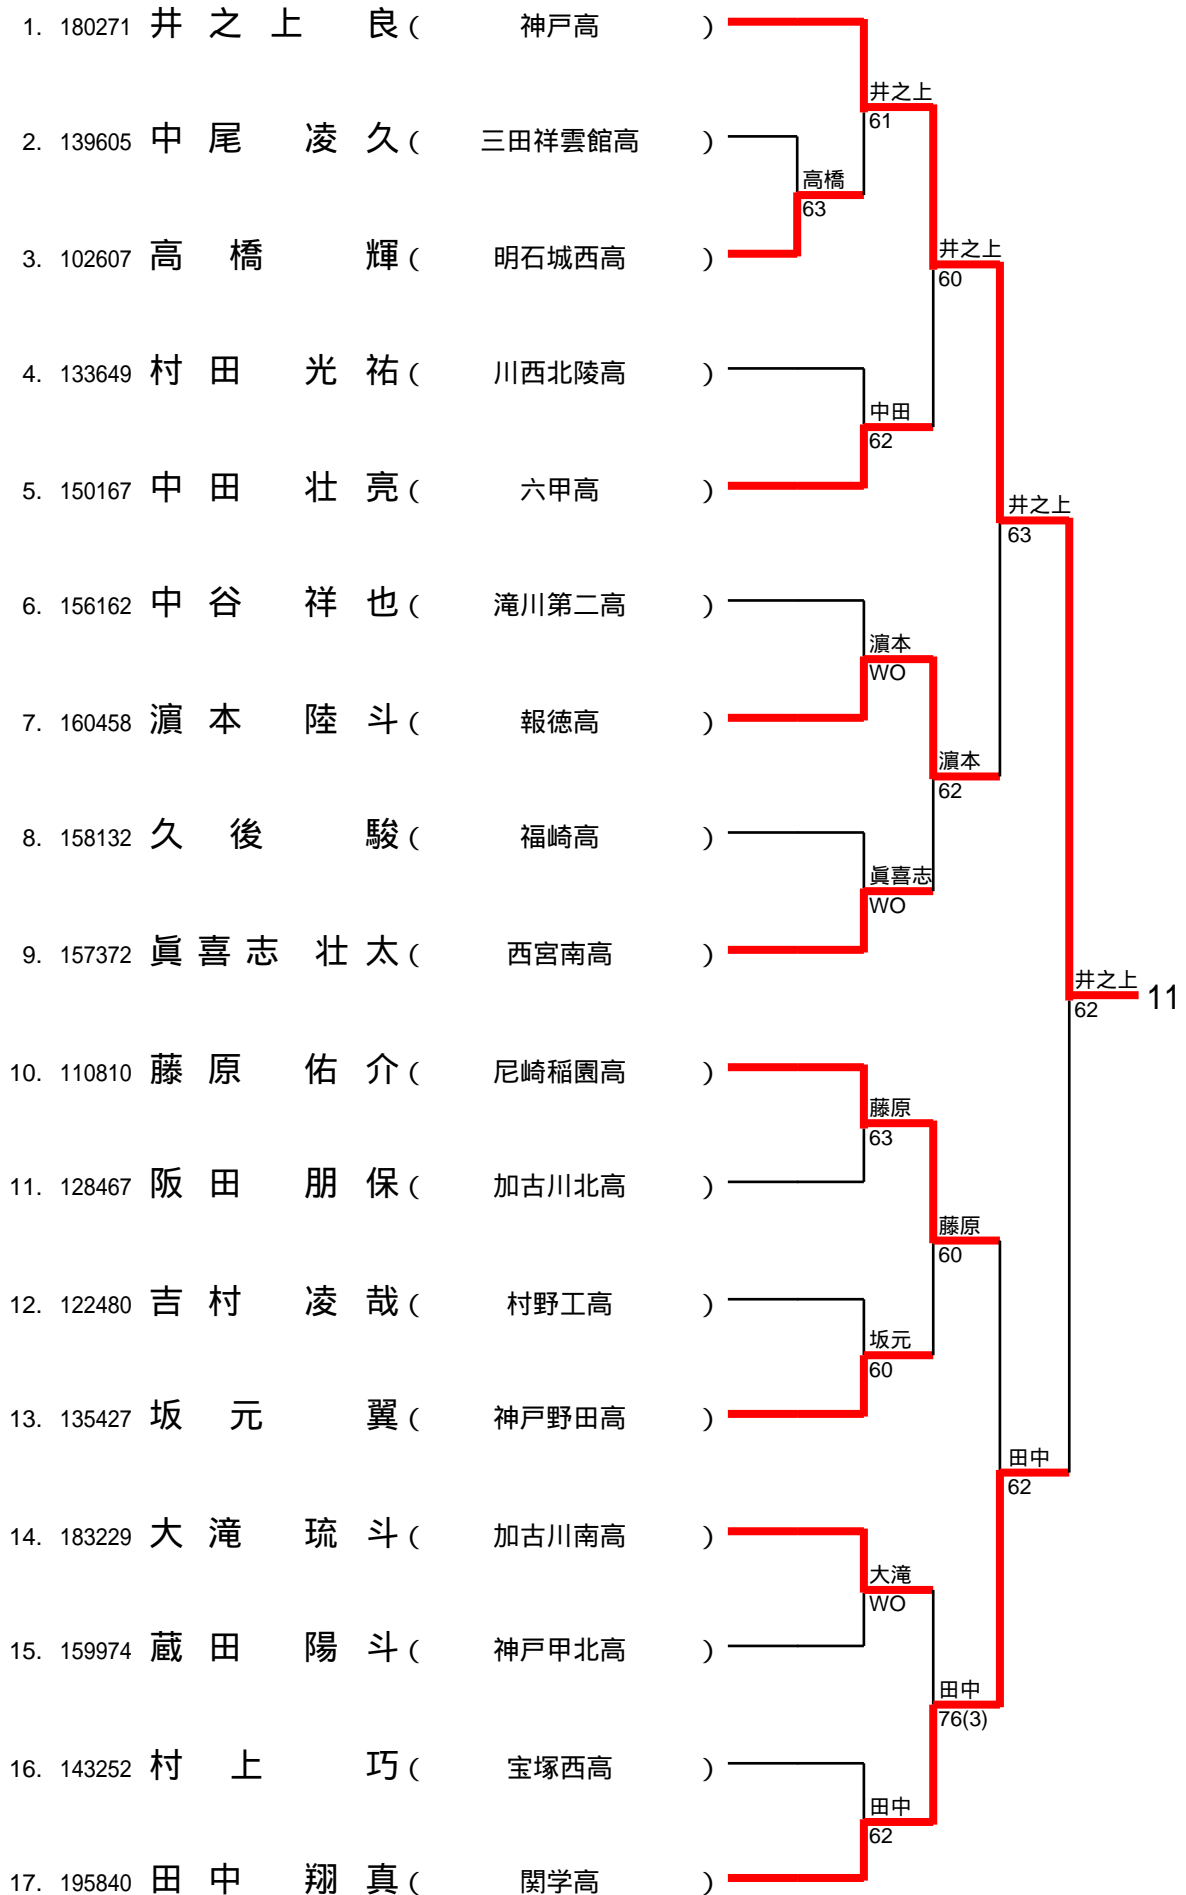 1. 180271 井之上 良 ( 神戸高 )
井之上
61
2. 139605 中尾 凌久 ( 三田祥雲館高 )
高橋
63
3. 102607 高橋 輝 ( 明石城西高 )
井之上
60
4. 133649 村田 光祐 ( 川西北陵高 )
中田
62
5. 150167 中田 壮亮 ( 六甲高 )
井之上
63
6. 156162 中谷 祥也 ( 滝川第二高 )
濵本
WO
7. 160458 濵本 陸斗 ( 報徳高 )
濵本
62
8. 158132 久後 駿 ( 福崎高 )
眞喜志
WO
9. 157372 眞喜志 壮太 ( 西宮南高 )
井之上
62
11
10. 110810 藤原 佑介 ( 尼崎稲園高 )
藤原
63
11. 128467 阪田 朋保 ( 加古川北高 )
藤原
60
12. 122480 吉村 凌哉 ( 村野工高 )
坂元
60
13. 135427 坂元 翼 ( 神戸野田高 )
田中
62
14. 183229 大滝 琉斗 ( 加古川南高 )
大滝
WO
15. 159974 蔵田 陽斗 ( 神戸甲北高 )
田中
76(3)
16. 143252 村上 巧 ( 宝塚西高 )
田中
62
17. 195840 田中 翔真 ( 関学高 )